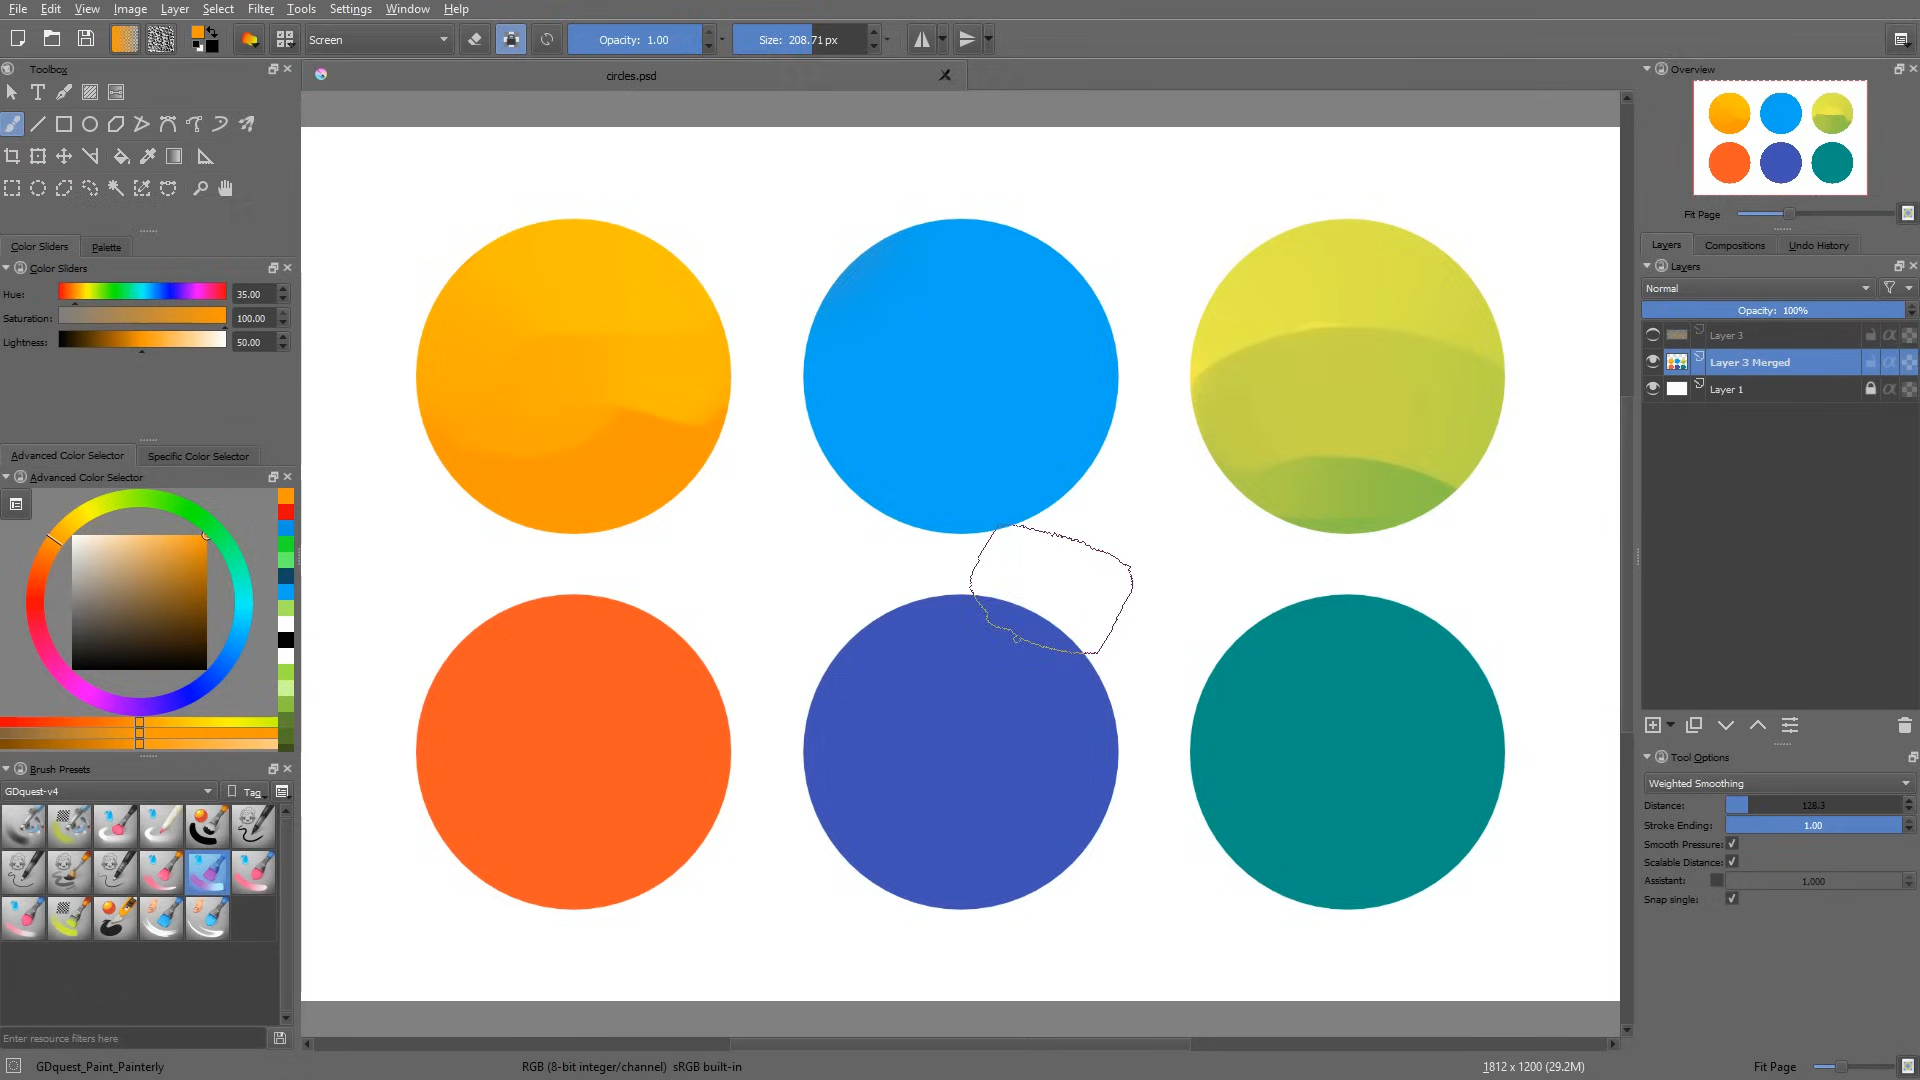 File Edit View Image Layer Select Filter Tools Settings Window Help
Screen
Opacity: 1.00
Size: 208.71 px
Toolbox
circles.psd
Overview
Fit Page
Color Sliders
Palette
Color Sliders
Hue: 35.00
Saturation: 100.00
Lightness: 50.00
Layers Compositions Undo History
Layers
Normal
Opacity: 100%
Layer 3
Layer 3 Merged
Layer 1
Advanced Color Selector
Specific Color Selector
Advanced Color Selector
Tool Options
Weighted Smoothing
Distance: 128.3
Stroke Ending: 1.00
Smooth Pressure:
Scalable Distance:
Assistant: 1,000
Snap single:
Brush Presets
GDquest-v4
Tag
Enter resource filters here
GDquest_Paint_Painterly
RGB (8-bit integer/channel) sRGB built-in
1812 x 1200 (29.2M)
Fit Page